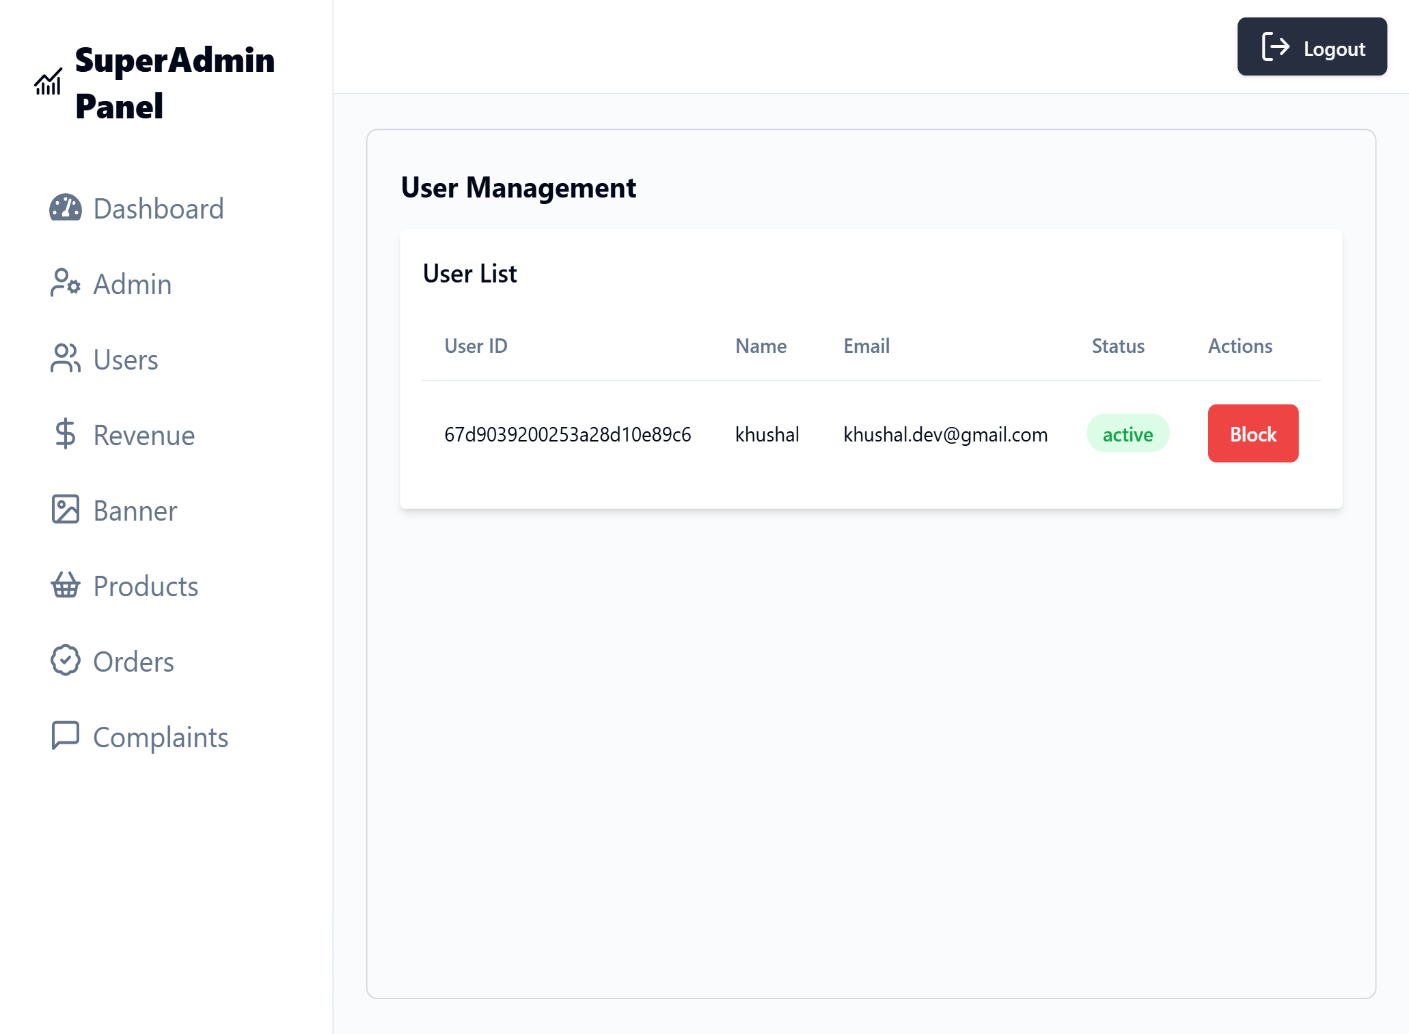 SuperAdmin
Panel
Logout
Dashboard
Admin
Users
Revenue
Banner
Products
Orders
Complaints
User Management
User List
User ID Name Email Status Actions
67d9039200253a28d10e89c6 khushal khushal.dev@gmail.com active Block